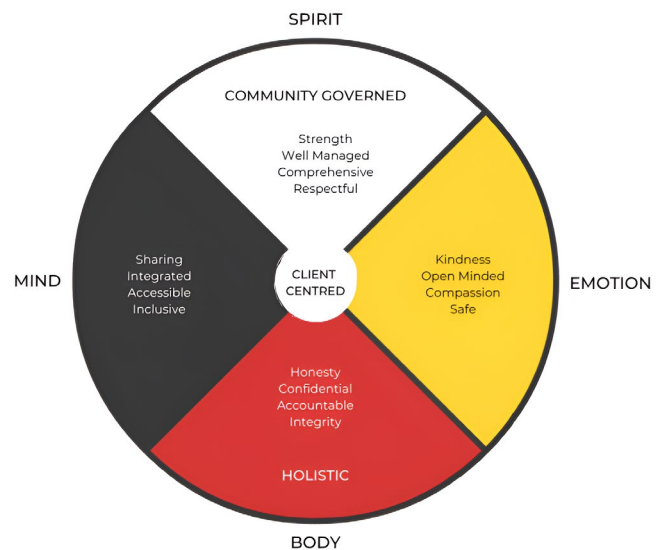 SPIRIT
COMMUNITY GOVERNED
Strength
Well Managed
Comprehensive
Respectful
MIND
Sharing
Integrated
Accessible
Inclusive
CLIENT
CENTRED
Kindness
Open Minded
Compassion
Safe
EMOTION
Honesty
Confidential
Accountable
Integrity
HOLISTIC
BODY